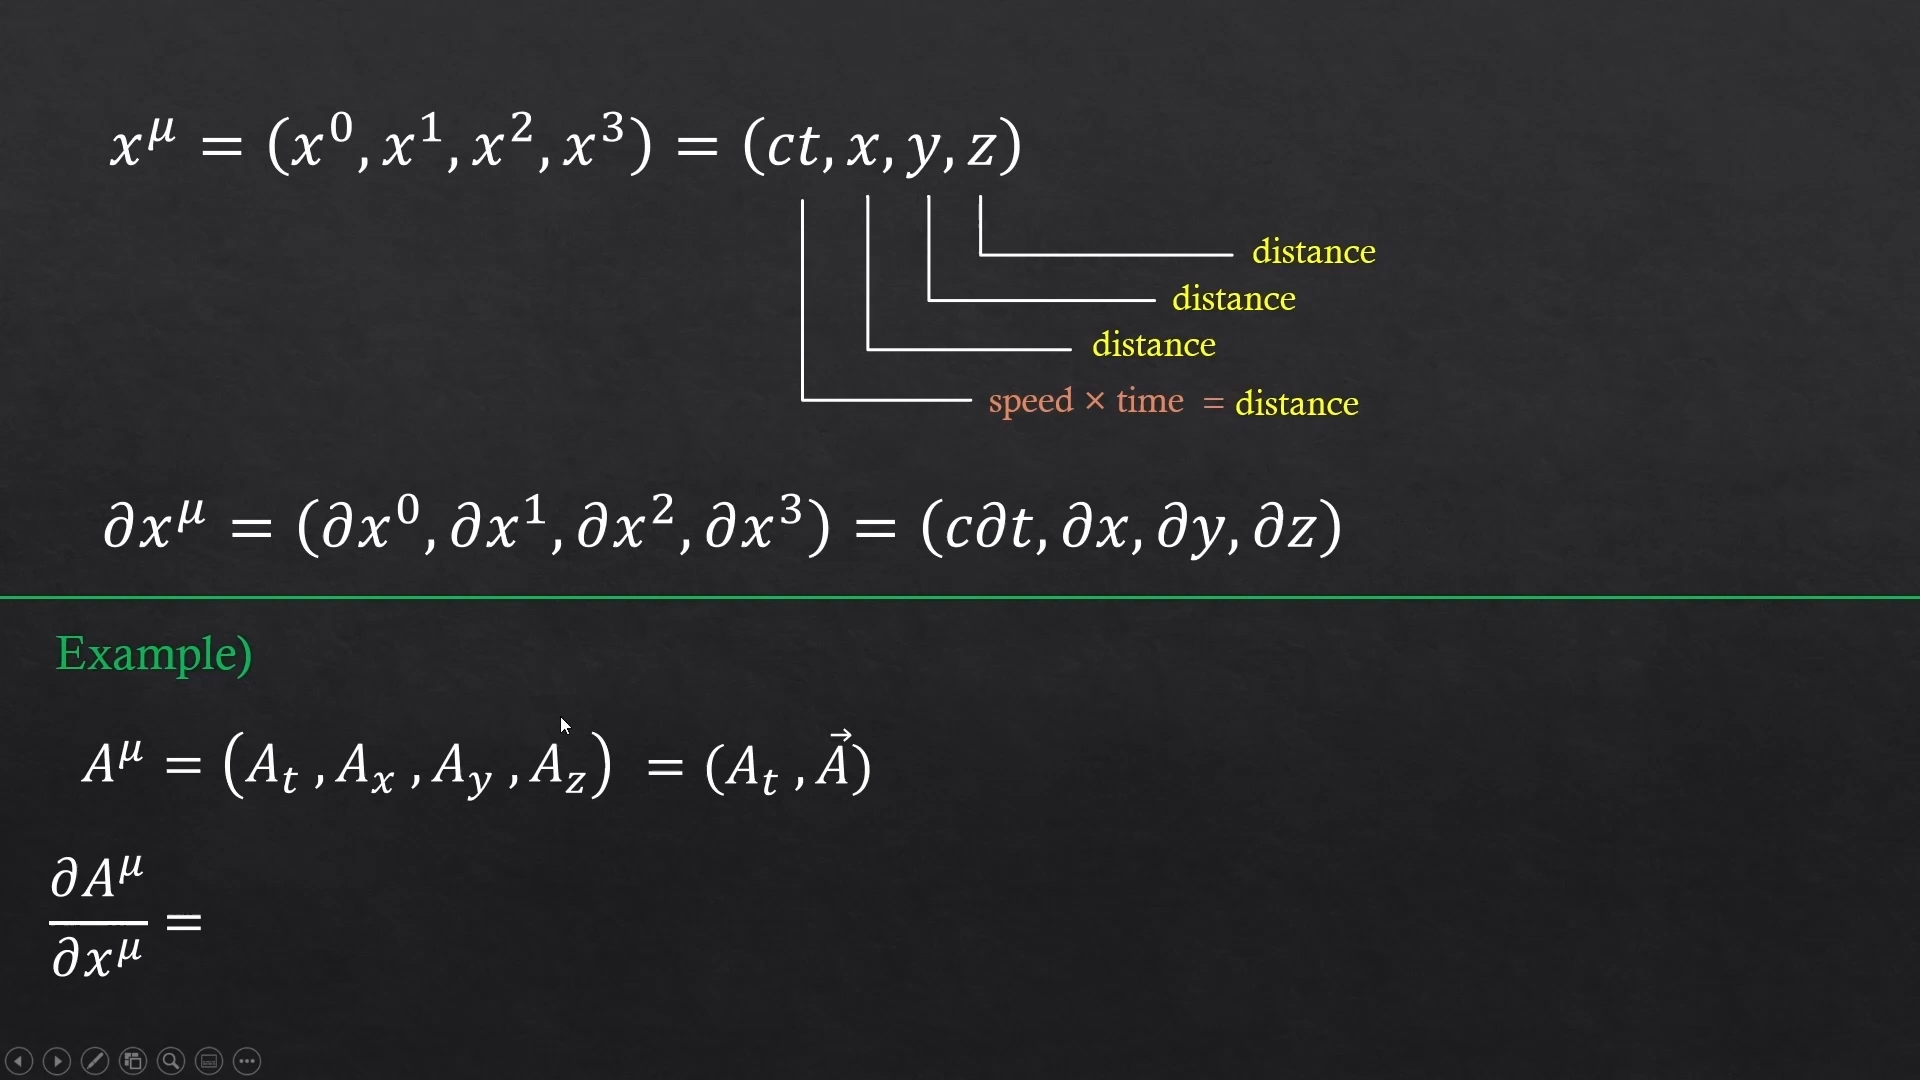 x^μ = (x^0, x^1, x^2, x^3) = (ct, x, y, z)
distance
distance
distance
speed × time = distance
∂x^μ = (∂x^0, ∂x^1, ∂x^2, ∂x^3) = (c∂t, ∂x, ∂y, ∂z)
Example)
A^μ = (A_t , A_x , A_y , A_z) = (A_t , \vec{A})
∂A^μ / ∂x^μ =